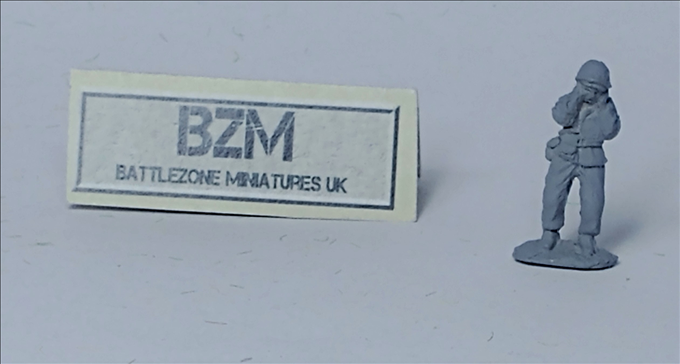 BZM
BATTLEZONE MINIATURES UK